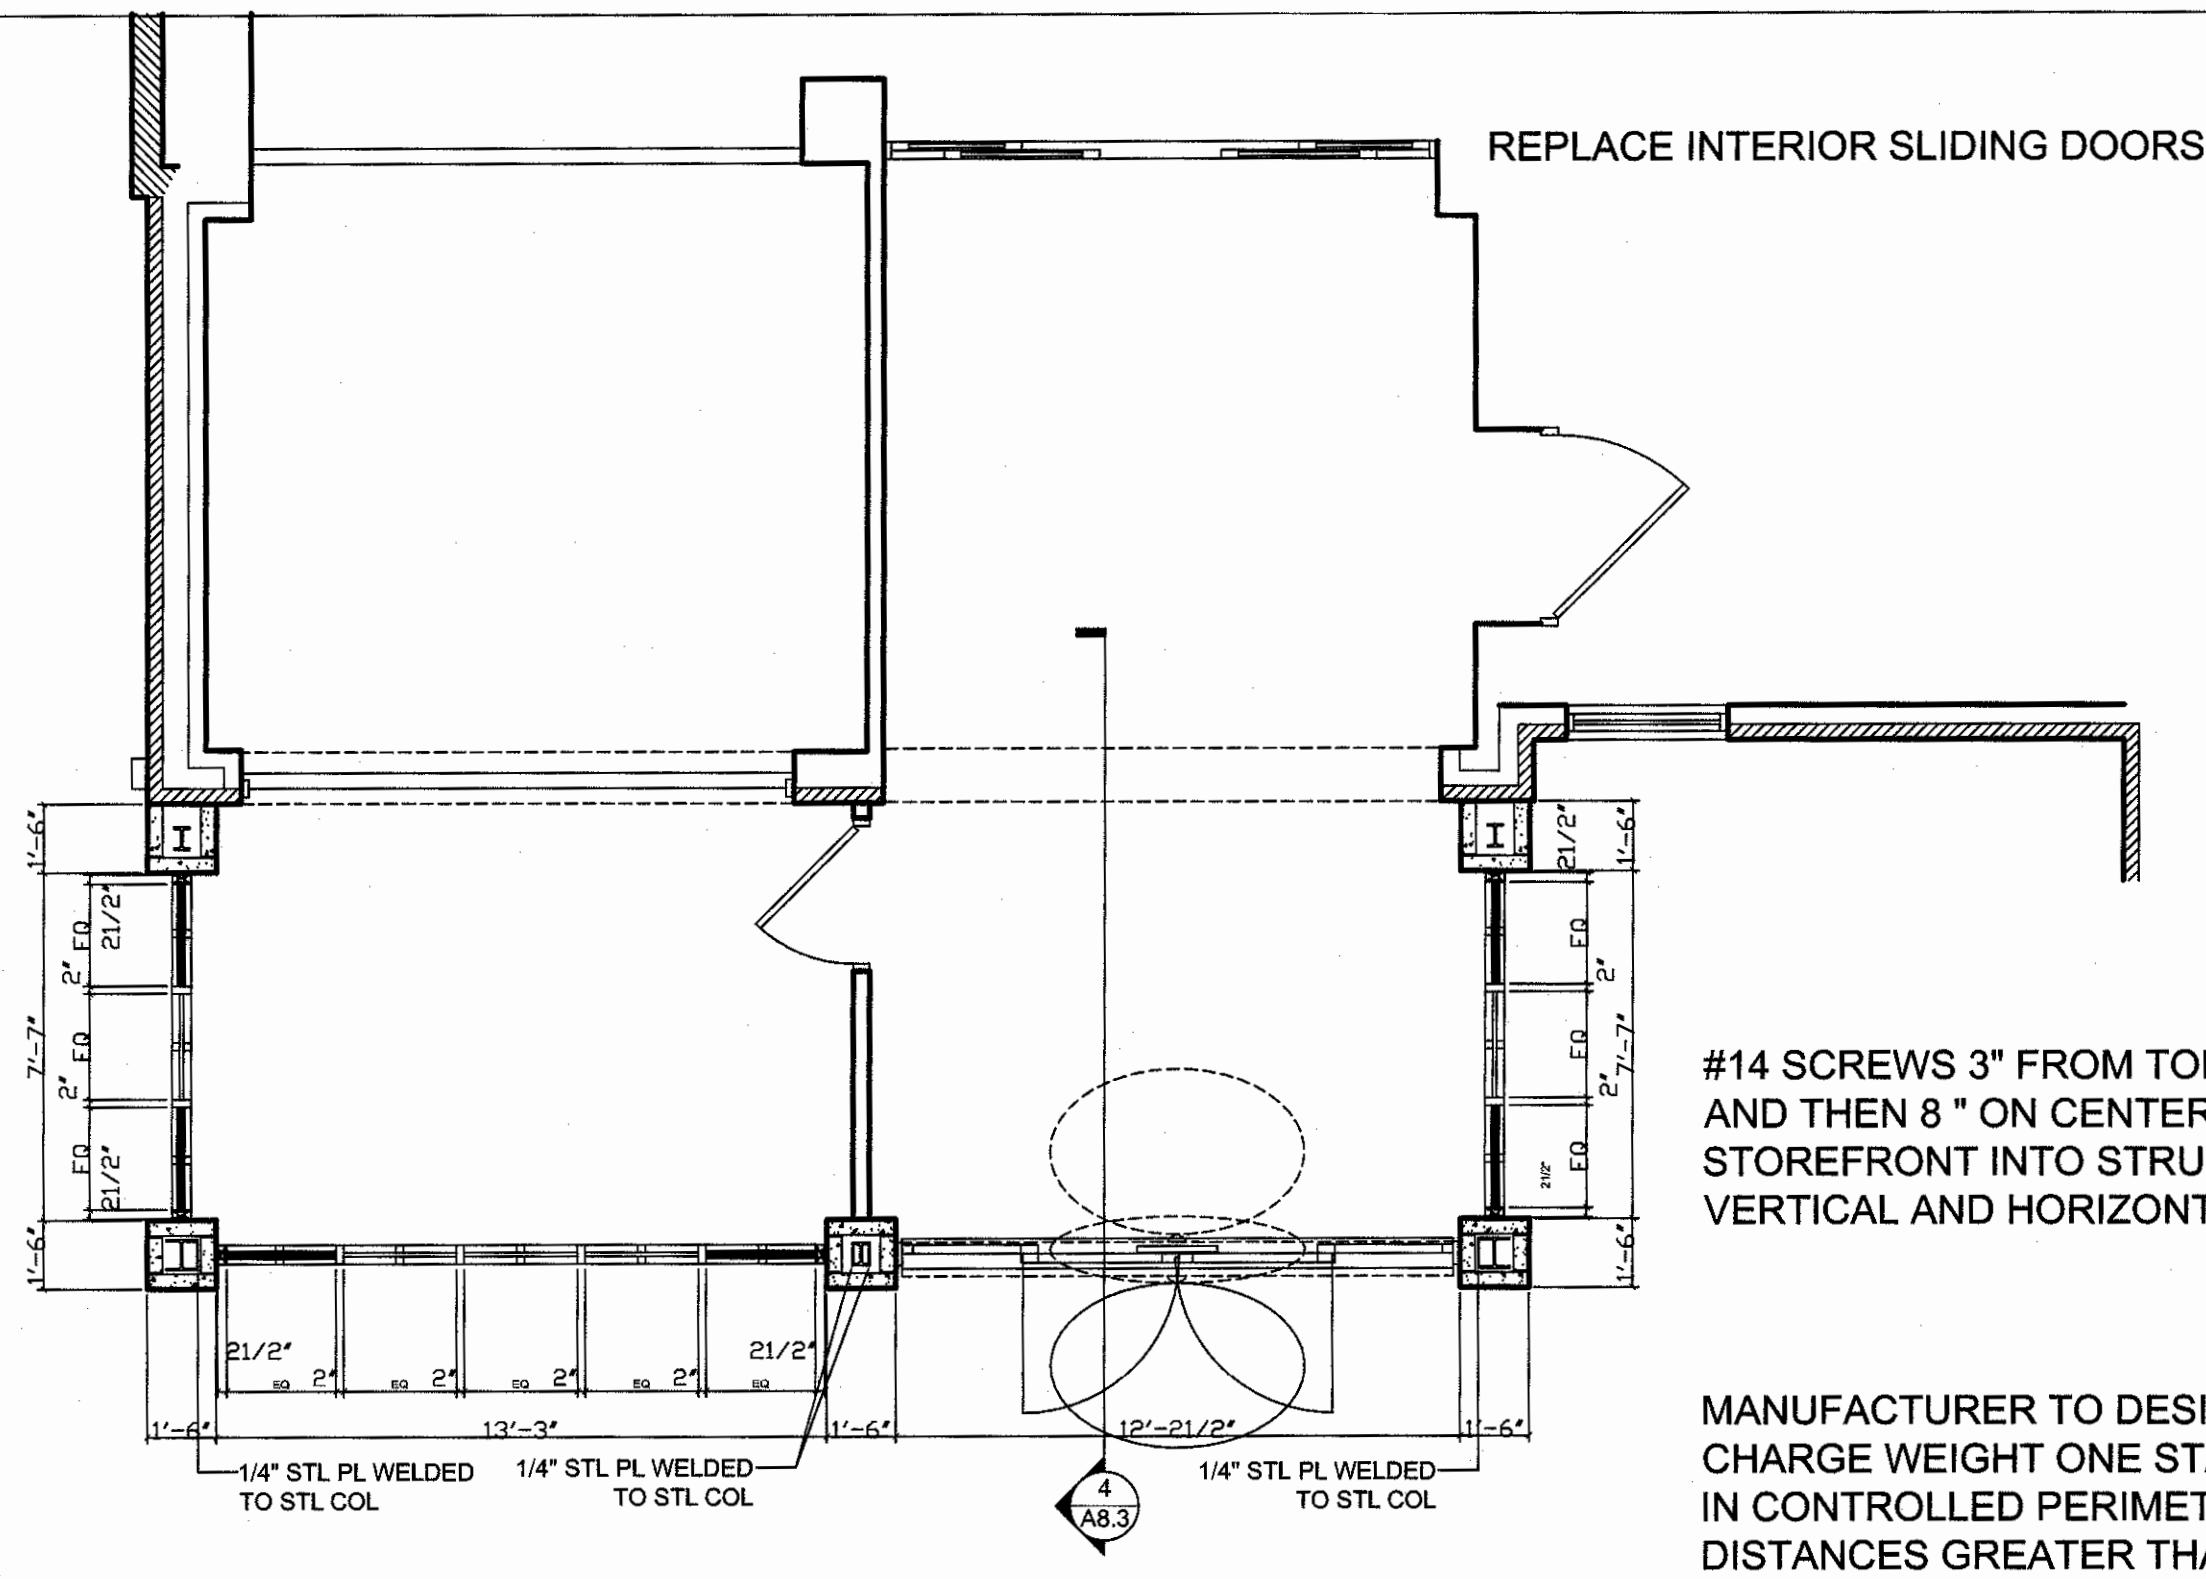 REPLACE INTERIOR SLIDING DOORS
1'-6"
21/2"
EQ
2"
7'-7"
EQ
2"
EQ
21/2"
1'-6"
21/2"
1'-6"
EQ
2"
EQ
7'-7"
2"
EQ
21/2"
1'-6"
#14 SCREWS 3" FROM TO
AND THEN 8 " ON CENTER
STOREFRONT INTO STRU
VERTICAL AND HORIZONT
21/2"
EQ 2" EQ 2" EQ 2" EQ 2" EQ
21/2"
1'-6" 13'-3" 1'-6" 12'-21/2" 1'-6"
1/4" STL PL WELDED
TO STL COL
1/4" STL PL WELDED
TO STL COL
1/4" STL PL WELDED
TO STL COL
4
A8.3
MANUFACTURER TO DESI
CHARGE WEIGHT ONE STA
IN CONTROLLED PERIMET
DISTANCES GREATER THA